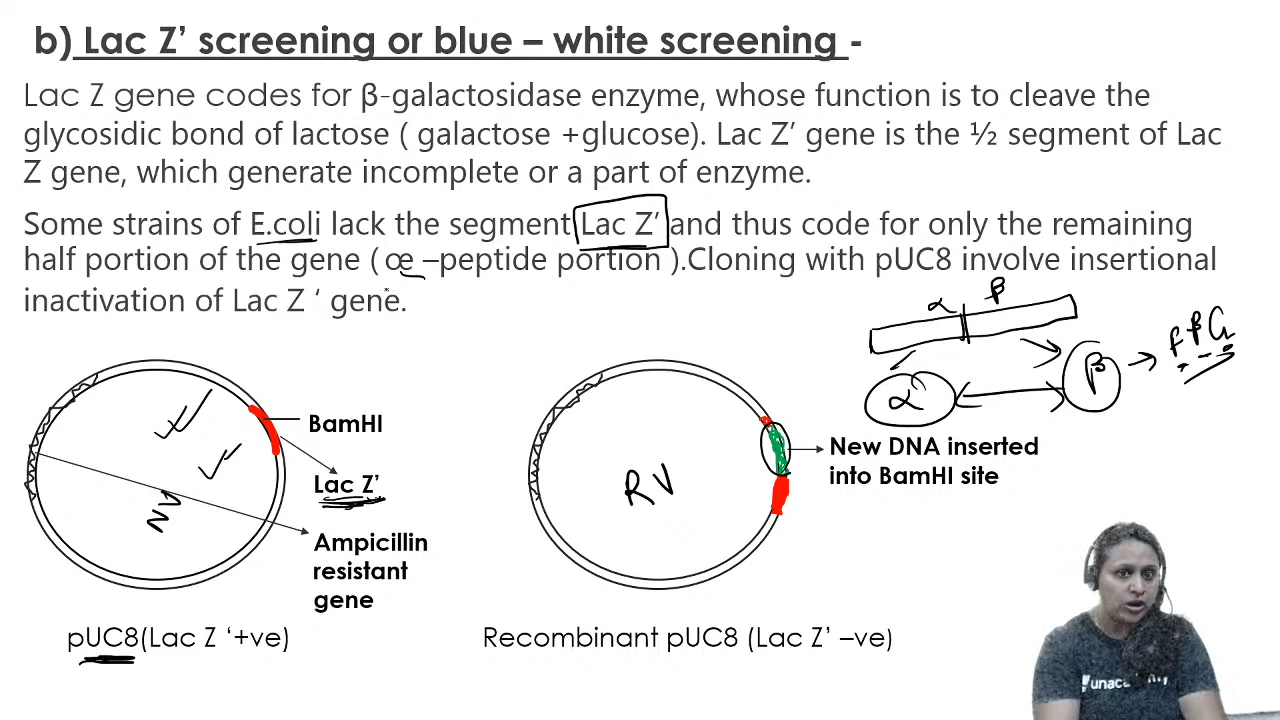 b) Lac Z’ screening or blue – white screening -
Lac Z gene codes for β-galactosidase enzyme, whose function is to cleave the
glycosidic bond of lactose ( galactose +glucose). Lac Z’ gene is the ½ segment of Lac
Z gene, which generate incomplete or a part of enzyme.
Some strains of E.coli lack the segment Lac Z’ and thus code for only the remaining
half portion of the gene ( œ –peptide portion ).Cloning with pUC8 involve insertional
inactivation of Lac Z ‘ gene.
α β
α β → f β G
BamHI
Lac Z’
NV
Ampicillin
resistant
gene
RV
New DNA inserted
into BamHI site
pUC8(Lac Z ‘+ve)
Recombinant pUC8 (Lac Z’ –ve)